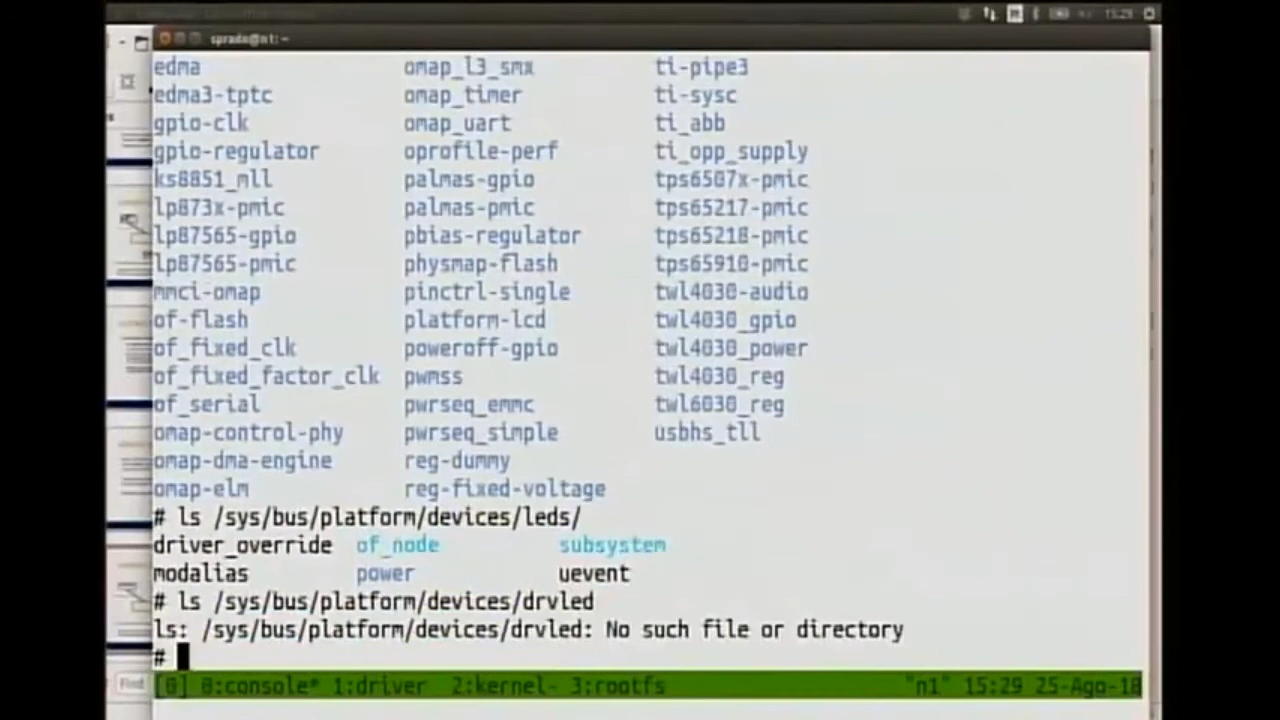 15:29
sprado@n1: ~
edma omap_l3_smx ti-pipe3
edma3-tptc omap_timer ti-sysc
gpio-clk omap_uart ti_abb
gpio-regulator oprofile-perf ti_opp_supply
ks8851_mll palmas-gpio tps6507x-pmic
lp873x-pmic palmas-pmic tps65217-pmic
lp87565-gpio pbias-regulator tps65218-pmic
lp87565-pmic physmap-flash tps65910-pmic
mmci-omap pinctrl-single twl4030-audio
of-flash platform-lcd twl4030_gpio
of_fixed_clk poweroff-gpio twl4030_power
of_fixed_factor_clk pwmss twl4030_reg
of_serial pwrseq_emmc twl6030_reg
omap-control-phy pwrseq_simple usbhs_tll
omap-dma-engine reg-dummy
omap-elm reg-fixed-voltage
# ls /sys/bus/platform/devices/leds/
driver_override of_node subsystem
modalias power uevent
# ls /sys/bus/platform/devices/drvled
ls: /sys/bus/platform/devices/drvled: No such file or directory
#
[0] 0:console* 1:driver 2:kernel- 3:rootfs "n1" 15:29 25-Ago-18
Find